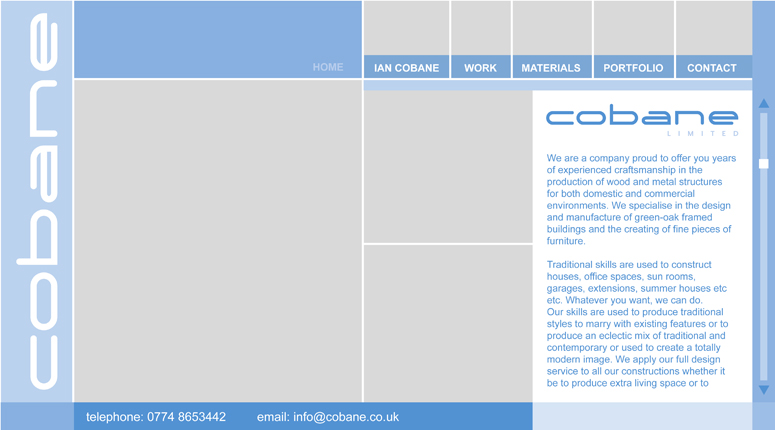 cobane
HOME
IAN COBANE
WORK
MATERIALS
PORTFOLIO
CONTACT
cobane
LIMITED
We are a company proud to offer you years
of experienced craftsmanship in the
production of wood and metal structures
for both domestic and commercial
environments. We specialise in the design
and manufacture of green-oak framed
buildings and the creating of fine pieces of
furniture.
Traditional skills are used to construct
houses, office spaces, sun rooms,
garages, extensions, summer houses etc
etc. Whatever you want, we can do.
Our skills are used to produce traditional
styles to marry with existing features or to
produce an eclectic mix of traditional and
contemporary or used to create a totally
modern image. We apply our full design
service to all our constructions whether it
be to produce extra living space or to
telephone: 0774 8653442
email: info@cobane.co.uk